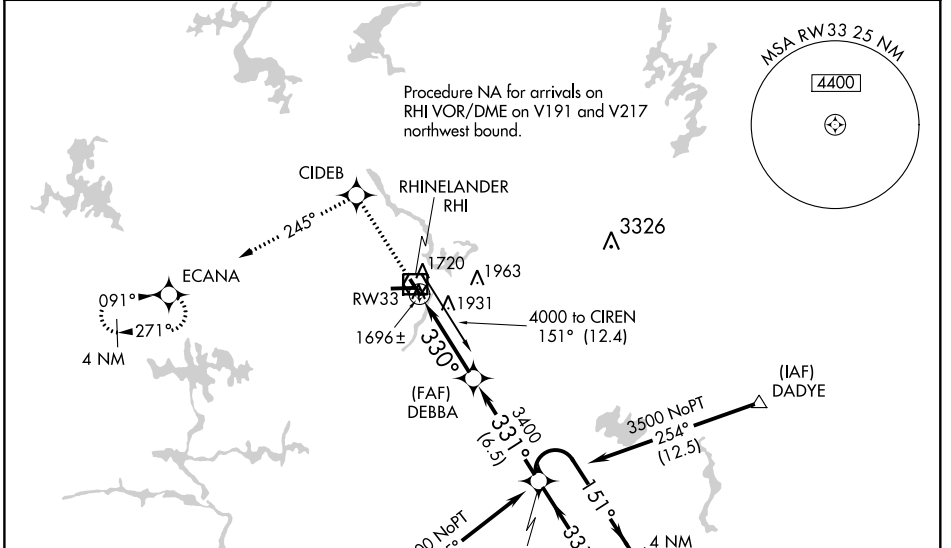 MSA RW33 25 NM
4400
Procedure NA for arrivals on
RHI VOR/DME on V191 and V217
northwest bound.
CIDEB
RHINELANDER
RHI
3326
245°
1720
1963
ECANA
091°
RW33
1931
271°
4 NM
1696±
4000 to CIREN
151° (12.4)
330°
(FAF)
DEBBA
(IAF)
DADYE
3400
331°
(6.5)
3500 NoPT
254°
(12.5)
151°
NoPT
4 NM